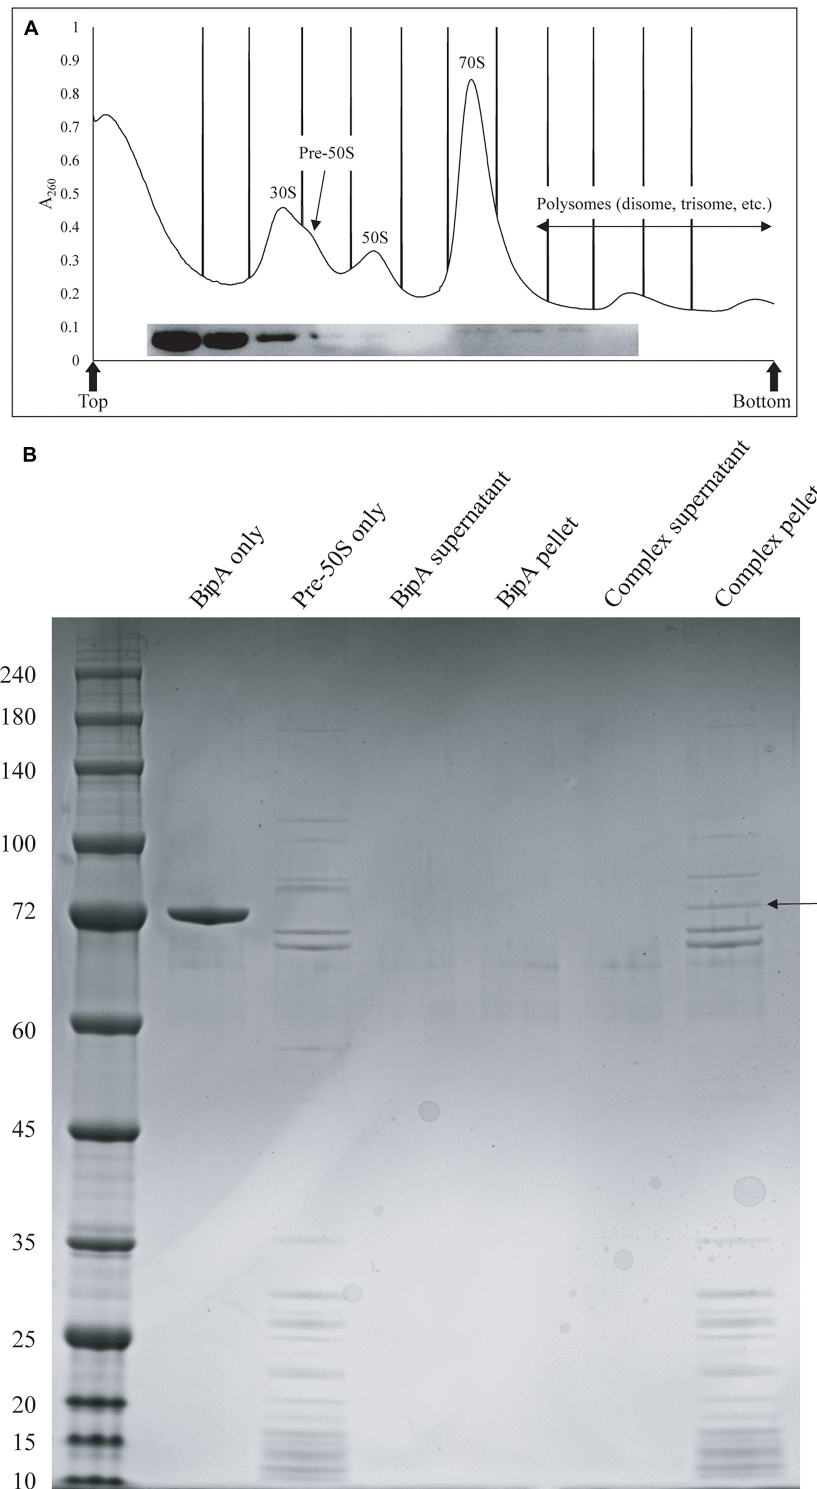 A
1
0.9
0.8
0.7
0.6
0.5
0.4
0.3
0.2
0.1
0
A260
30S
Pre-50S
50S
70S
Polysomes (disome, trisome, etc.)
Top
Bottom
B
BipA only
Pre-50S only
BipA supernatant
BipA pellet
Complex supernatant
Complex pellet
240
180
140
100
72
60
45
35
25
20
15
10